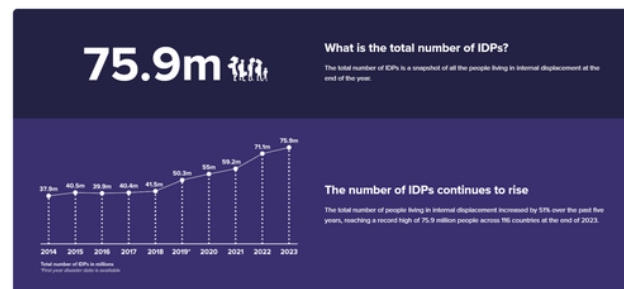 75.9m
What is the total number of IDPs?
The total number of IDPs is a snapshot of all the people living in internal displacement at the
end of the year.
37.9m 40.5m 39.9m 40.4m 41.5m 50.3m 55m 59.2m 71.1m 75.9m
2014 2015 2016 2017 2018 2019* 2020 2021 2022 2023
Total number of IDPs in millions
*First year disaster data is available
The number of IDPs continues to rise
The total number of people living in internal displacement increased by 51% over the past five
years, reaching a record high of 75.9 million people across 116 countries at the end of 2023.